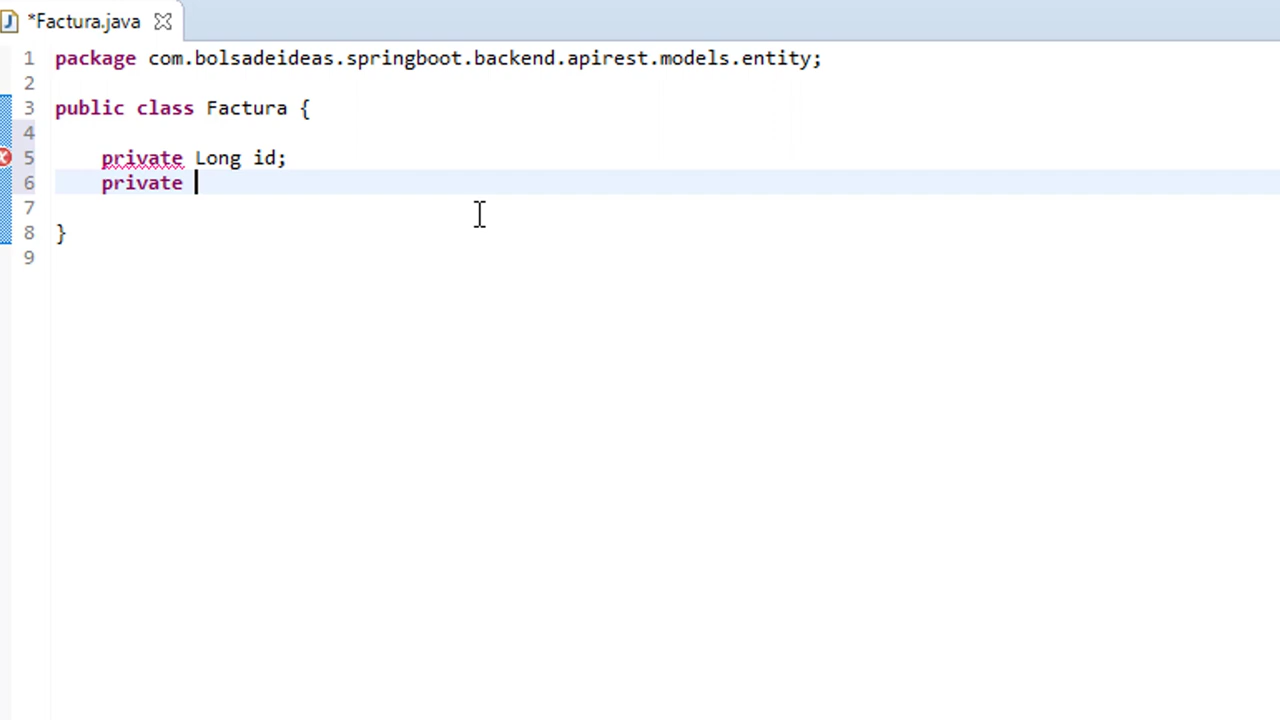 *Factura.java
1 package com.bolsadeideas.springboot.backend.apirest.models.entity;
2
3 public class Factura {
4
5 private Long id;
6 private
7
8 }
9